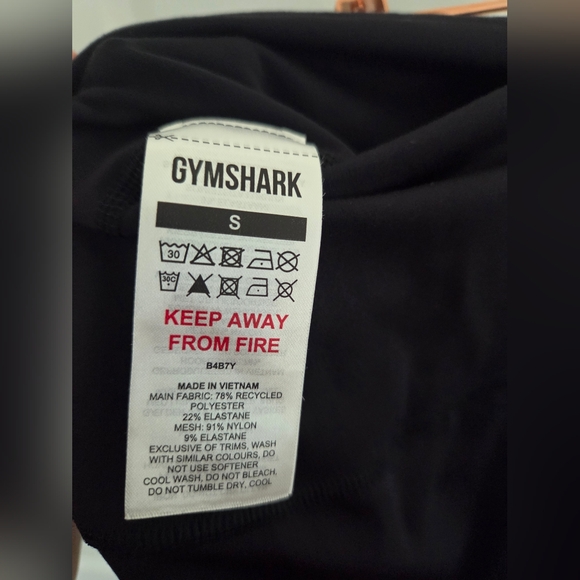 GYMSHARK
S
30
30C
KEEP AWAY
FROM FIRE
B4B7Y
MADE IN VIETNAM
MAIN FABRIC: 78% RECYCLED
POLYESTER
22% ELASTANE
MESH: 91% NYLON
9% ELASTANE
EXCLUSIVE OF TRIMS, WASH
WITH SIMILAR COLOURS, DO
NOT USE SOFTENER
COOL WASH, DO NOT BLEACH,
DO NOT TUMBLE DRY, COOL